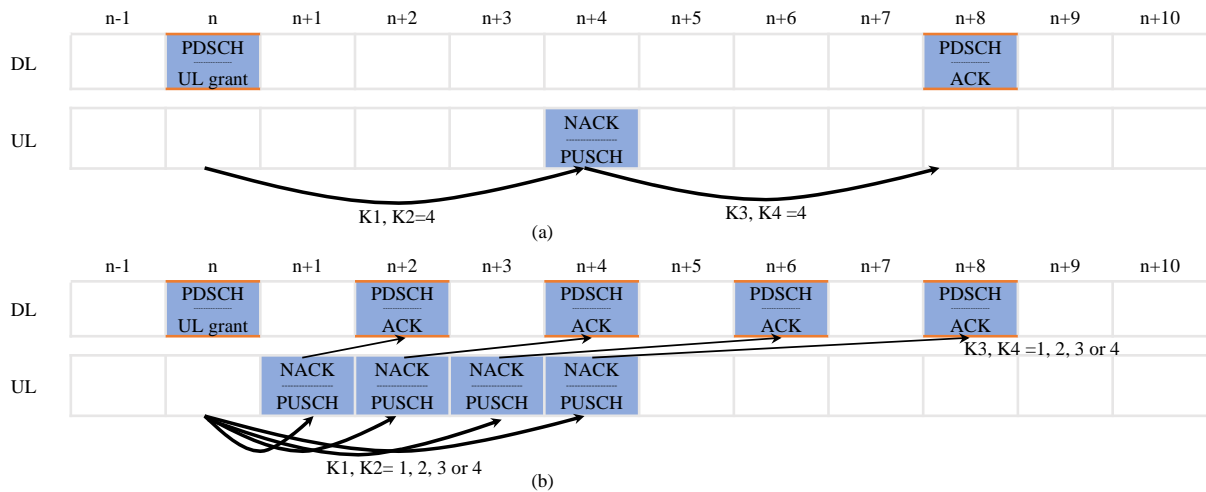 n-1 n n+1 n+2 n+3 n+4 n+5 n+6 n+7 n+8 n+9 n+10
DL
PDSCH
UL grant
PDSCH
ACK
UL
NACK
PUSCH
K1, K2=4
K3, K4 =4
(a)
n-1 n n+1 n+2 n+3 n+4 n+5 n+6 n+7 n+8 n+9 n+10
DL
PDSCH
UL grant
PDSCH
ACK
PDSCH
ACK
PDSCH
ACK
PDSCH
ACK
K3, K4 =1, 2, 3 or 4
UL
NACK
PUSCH
NACK
PUSCH
NACK
PUSCH
NACK
PUSCH
K1, K2= 1, 2, 3 or 4
(b)